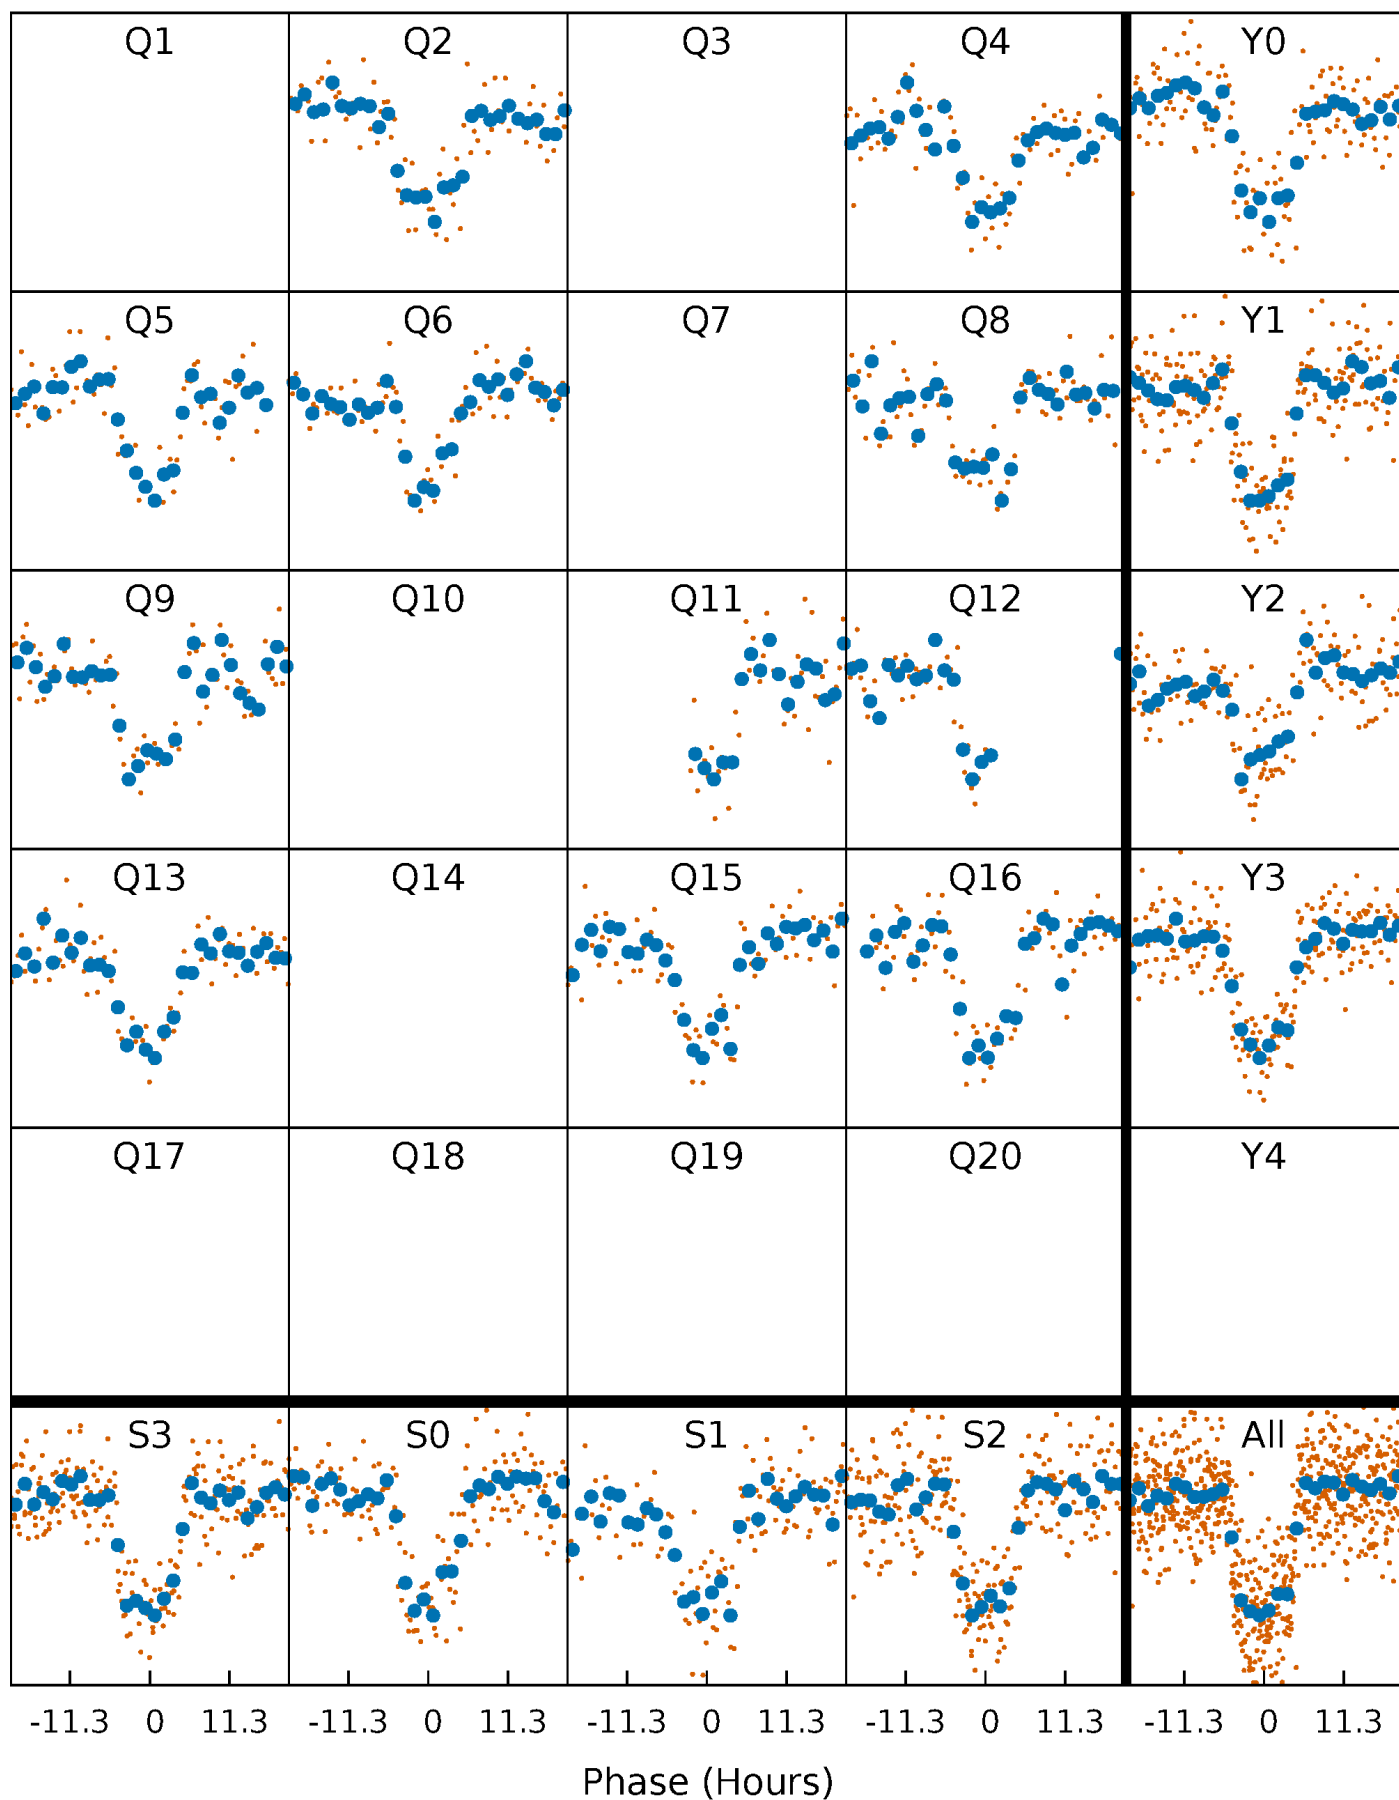 Q1 Q2 Q3 Q4 Y0
Q5 Q6 Q7 Q8 Y1
Q9 Q10 Q11 Q12 Y2
Q13 Q14 Q15 Q16 Y3
Q17 Q18 Q19 Q20 Y4
S3 S0 S1 S2 All
-11.3 0 11.3 -11.3 0 11.3 -11.3 0 11.3 -11.3 0 11.3 -11.3 0 11.3
Phase (Hours)